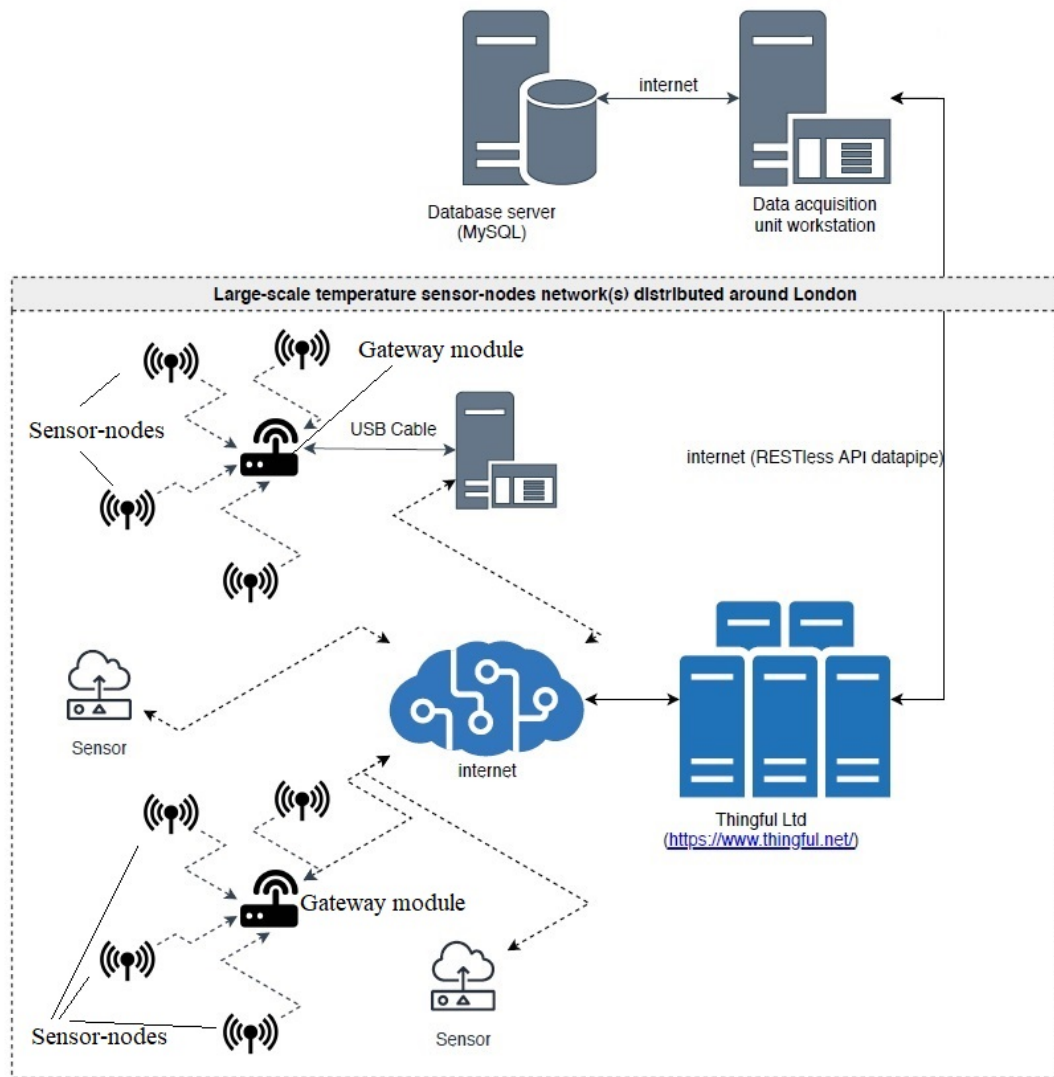 internet
Database server
(MySQL)
Data acquisition
unit workstation
Large-scale temperature sensor-nodes network(s) distributed around London
Gateway module
Sensor-nodes
USB Cable
internet (RESTless API datapipe)
Sensor
internet
Thingful Ltd
(https://www.thingful.net/)
Gateway module
Sensor-nodes
Sensor